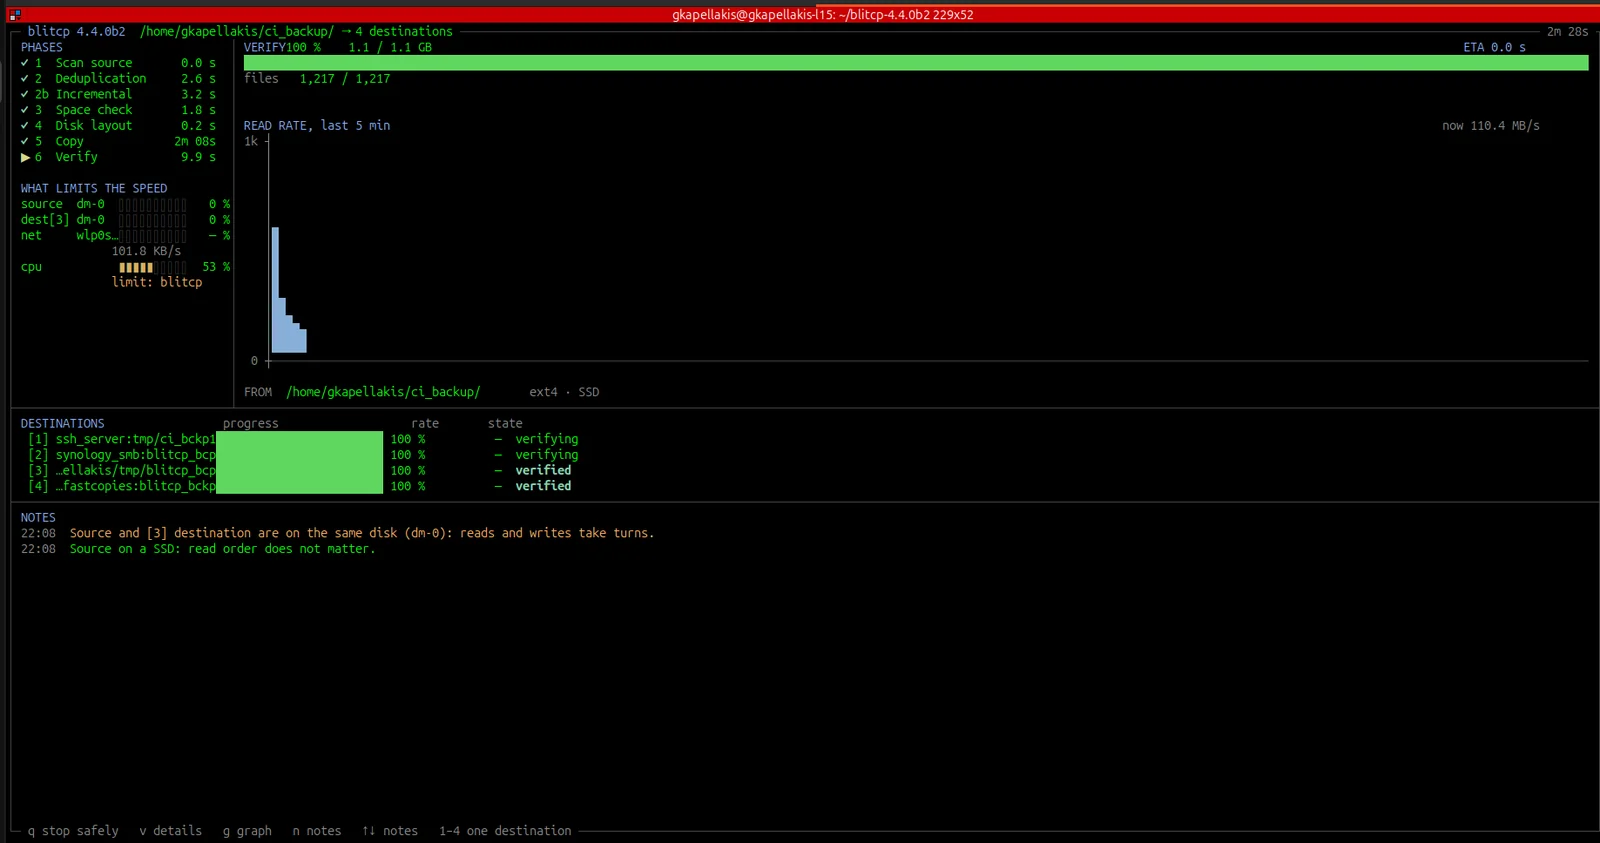 gkapellakis@gkapellakis-l15: ~/blitcp-4.4.0b2 229x52
blitcp 4.4.0b2 /home/gkapellakis/ci_backup/ → 4 destinations 2m 28s
PHASES
✓ 1 Scan source 0.0 s
✓ 2 Deduplication 2.6 s
✓ 2b Incremental 3.2 s
✓ 3 Space check 1.8 s
✓ 4 Disk layout 0.2 s
✓ 5 Copy 2m 08s
▶ 6 Verify 9.9 s
WHAT LIMITS THE SPEED
source dm-0 0 %
dest[3] dm-0 0 %
net wlp0s… — %
101.8 KB/s
cpu 53 %
limit: blitcp
VERIFY100 % 1.1 / 1.1 GB ETA 0.0 s
files 1,217 / 1,217
READ RATE, last 5 min now 110.4 MB/s
1k
0
FROM /home/gkapellakis/ci_backup/ ext4 · SSD
DESTINATIONS progress rate state
[1] ssh_server:tmp/ci_bckp1 100 % — verifying
[2] synology_smb:blitcp_bcp 100 % — verifying
[3] …ellakis/tmp/blitcp_bcp 100 % — verified
[4] …fastcopies:blitcp_bckp 100 % — verified
NOTES
22:08 Source and [3] destination are on the same disk (dm-0): reads and writes take turns.
22:08 Source on a SSD: read order does not matter.
q stop safely v details g graph n notes ↑↓ notes 1-4 one destination